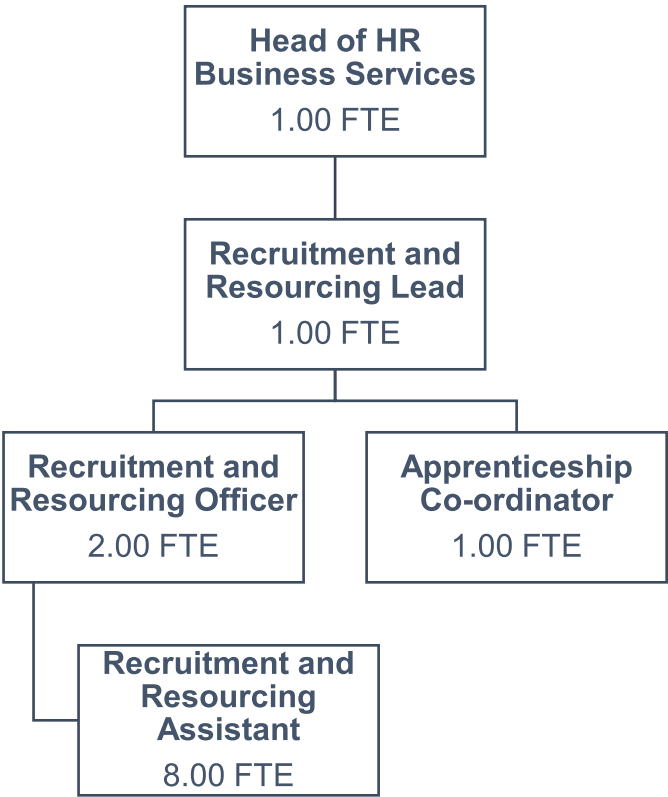 Head of HR
Business Services
1.00 FTE
Recruitment and
Resourcing Lead
1.00 FTE
Recruitment and
Resourcing Officer
2.00 FTE
Apprenticeship
Co-ordinator
1.00 FTE
Recruitment and
Resourcing
Assistant
8.00 FTE